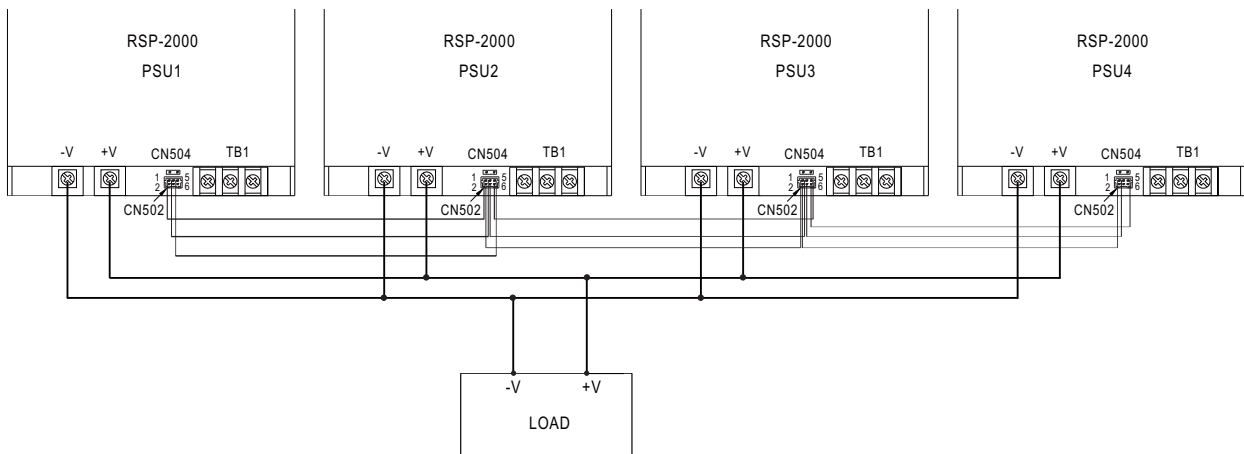 RSP-2000 RSP-2000 RSP-2000 RSP-2000
PSU1 PSU2 PSU3 PSU4
-V +V CN504 TB1 -V +V CN504 TB1 -V +V CN504 TB1 -V +V CN504 TB1
1 5 1 5 1 5 1 5
2 6 2 6 2 6 2 6
CN502 CN502 CN502 CN502
-V +V
LOAD